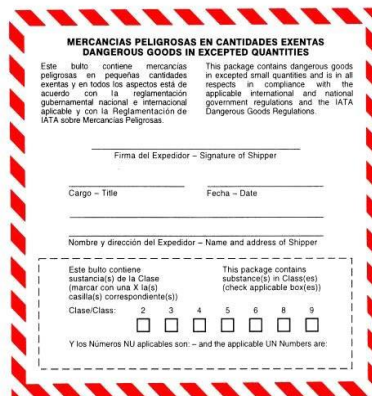 MERCANCIAS PELIGROSAS EN CANTIDADES EXENTAS
DANGEROUS GOODS IN EXCEPTED QUANTITIES
Este bulto contiene mercancías
peligrosas en pequeñas cantidades
exentas y en todos los aspectos está de
acuerdo con la reglamentación
gubernamental nacional e internacional
aplicable y con la Reglamentación de
IATA sobre Mercancías Peligrosas.
This package contains dangerous goods
in excepted small quantities and is in all
respects in compliance with the
applicable international and national
government regulations and the IATA
Dangerous Goods Regulations.
Firma del Expedidor – Signature of Shipper
Cargo – Title
Fecha – Date
Nombre y dirección del Expedidor – Name and address of Shipper
Este bulto contiene
sustancia(s) de la Clase
(marcar con una X la(s)
casilla(s) correspondiente(s))
This package contains
substance(s) in Class(es)
(check applicable box(es))
Clase/Class: 2 3 4 5 6 8 9
Y los Números NU aplicables son: – and the applicable UN Numbers are: